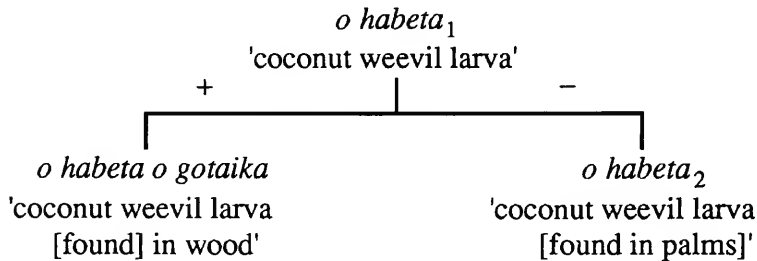 o habeta₁
'coconut weevil larva'
+ −
o habeta o gotaika o habeta₂
'coconut weevil larva 'coconut weevil larva
[found] in wood' [found in palms]'